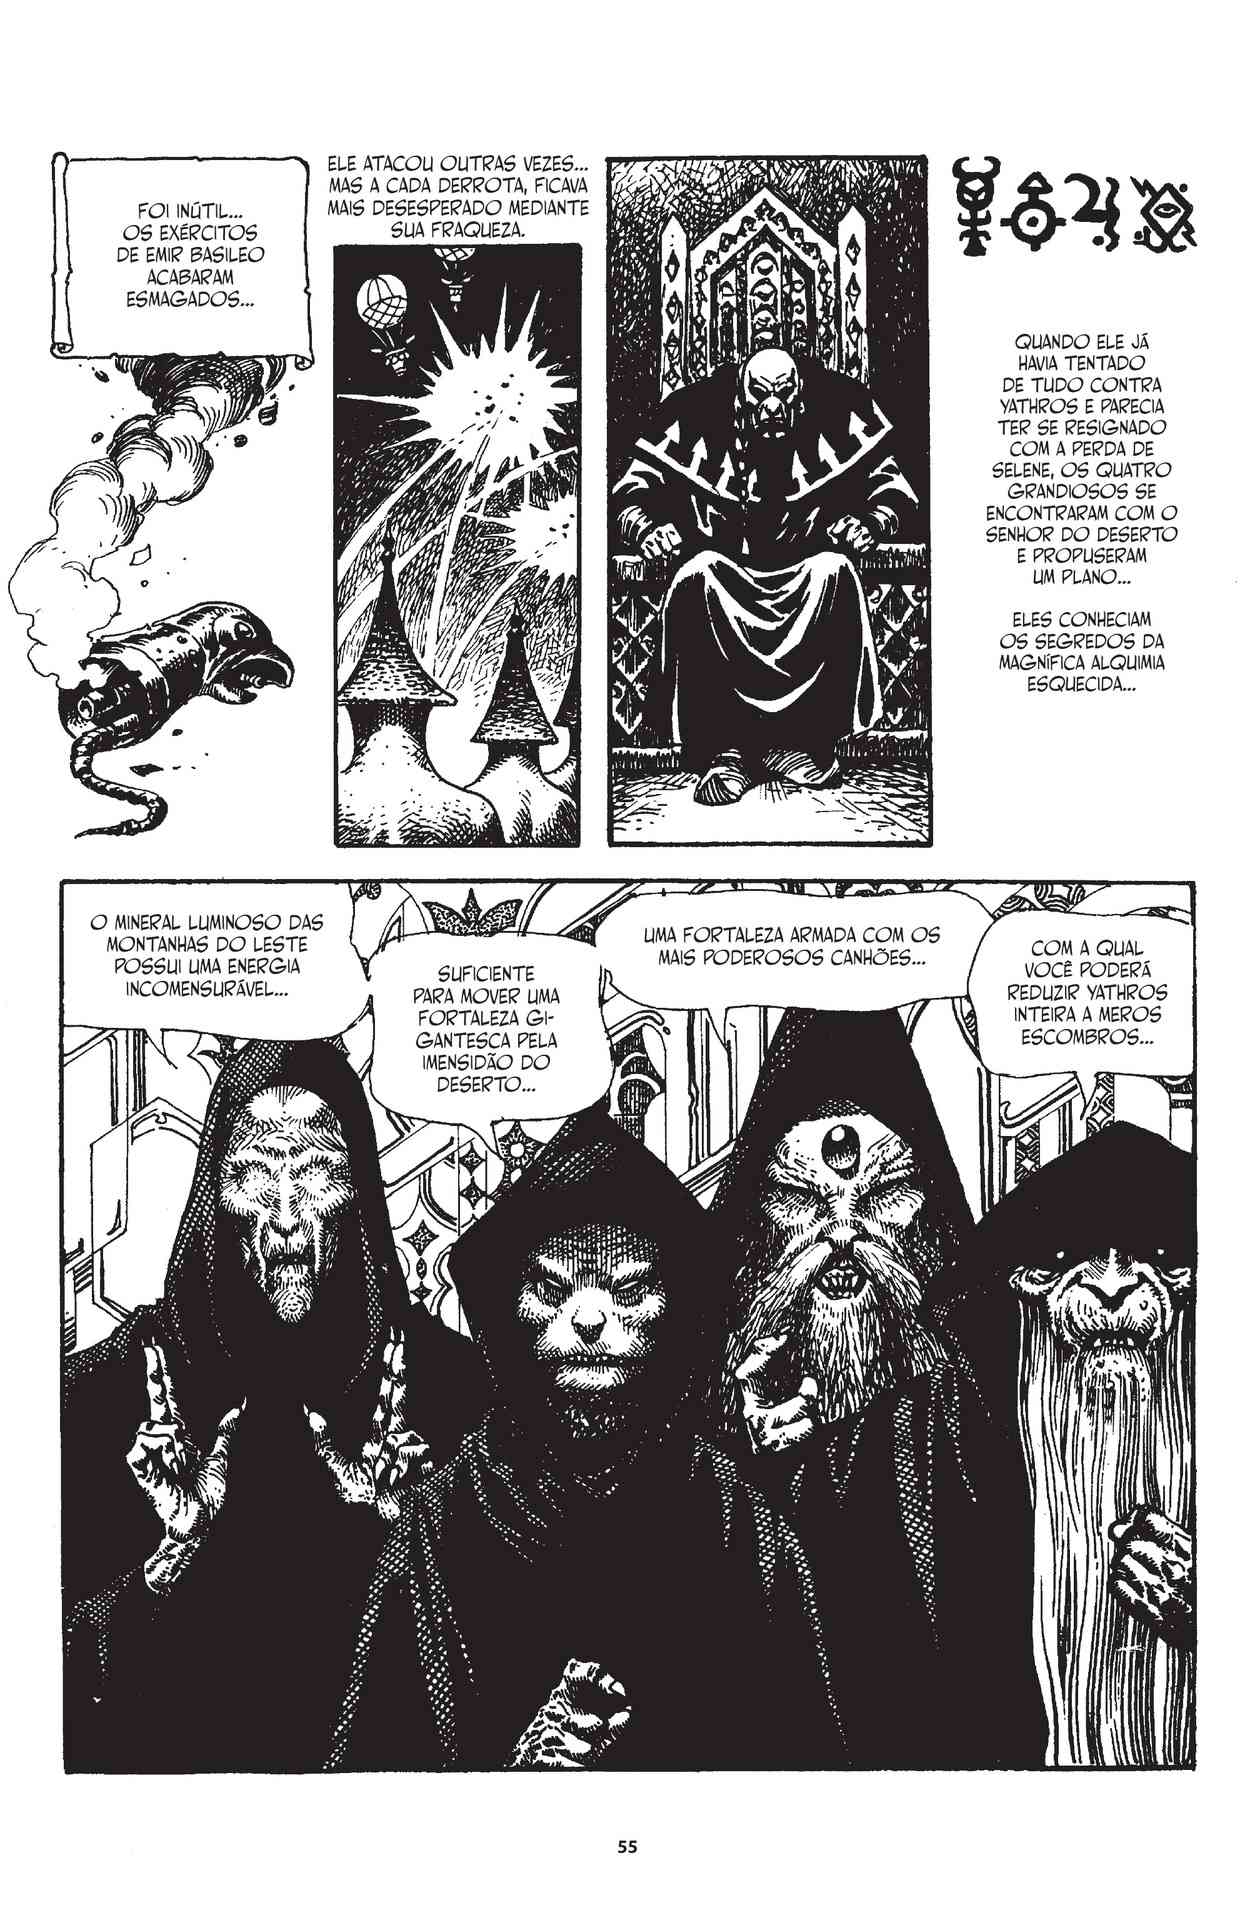 FOI INÚTIL...
OS EXÉRCITOS
DE EMIR BASILEO
ACABARAM
ESMAGADOS...
ELE ATACOU OUTRAS VEZES...
MAS A CADA DERROTA, FICAVA
MAIS DESESPERADO MEDIANTE
SUA FRAQUEZA.
QUANDO ELE JÁ
HAVIA TENTADO
DE TUDO CONTRA
YATHROS E PARECIA
TER SE RESIGNADO
COM A PERDA DE
SELENE, OS QUATRO
GRANDIOSOS SE
ENCONTRARAM COM O
SENHOR DO DESERTO
E PROPUSERAM
UM PLANO...
ELES CONHECIAM
OS SEGREDOS DA
MAGNÍFICA ALQUIMIA
ESQUECIDA...
O MINERAL LUMINOSO DAS
MONTANHAS DO LESTE
POSSUI UMA ENERGIA
INCOMENSURÁVEL...
SUFICIENTE
PARA MOVER UMA
FORTALEZA GI-
GANTESCA PELA
IMENSIDÃO DO
DESERTO...
UMA FORTALEZA ARMADA COM OS
MAIS PODEROSOS CANHÕES...
COM A QUAL
VOCÊ PODERÁ
REDUZIR YATHROS
INTEIRA A MEROS
ESCOMBROS...
55